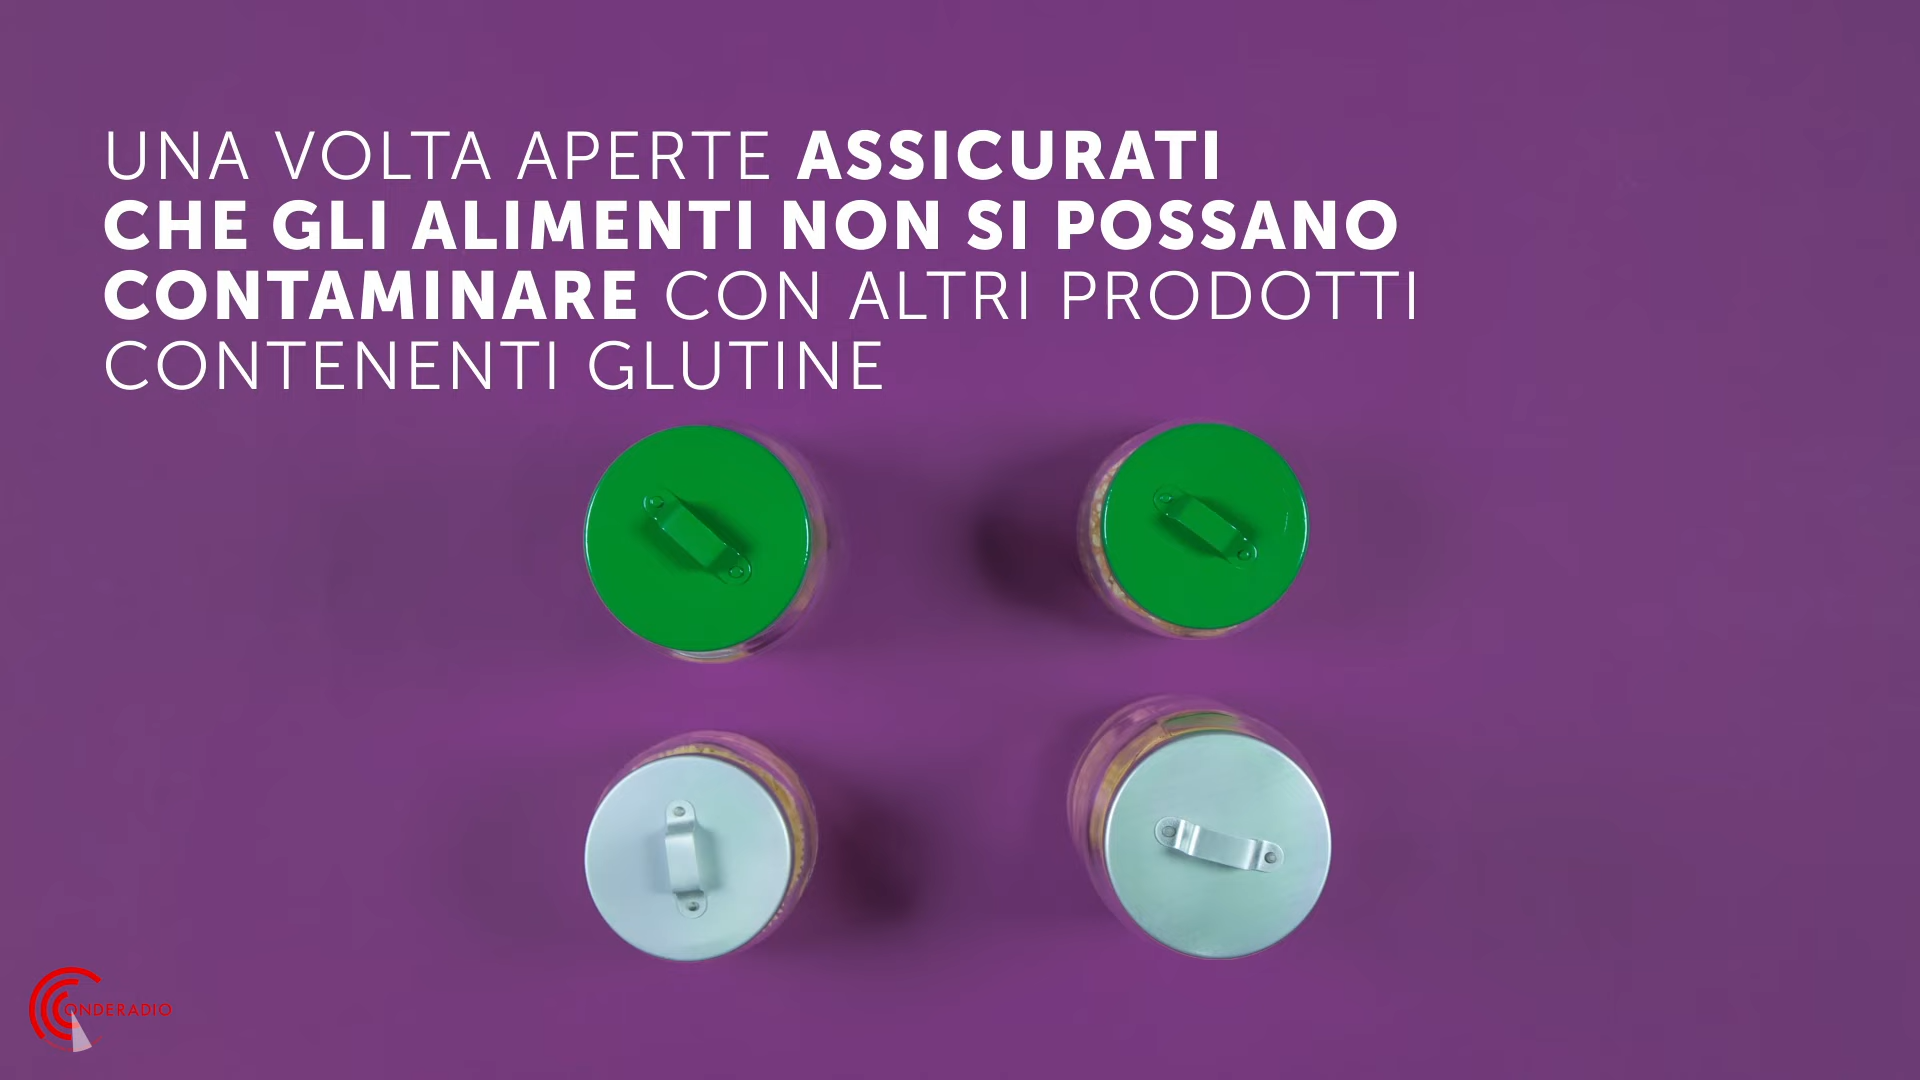 UNA VOLTA APERTE ASSICURATI
CHE GLI ALIMENTI NON SI POSSANO
CONTAMINARE CON ALTRI PRODOTTI
CONTENENTI GLUTINE
ONDERADIO